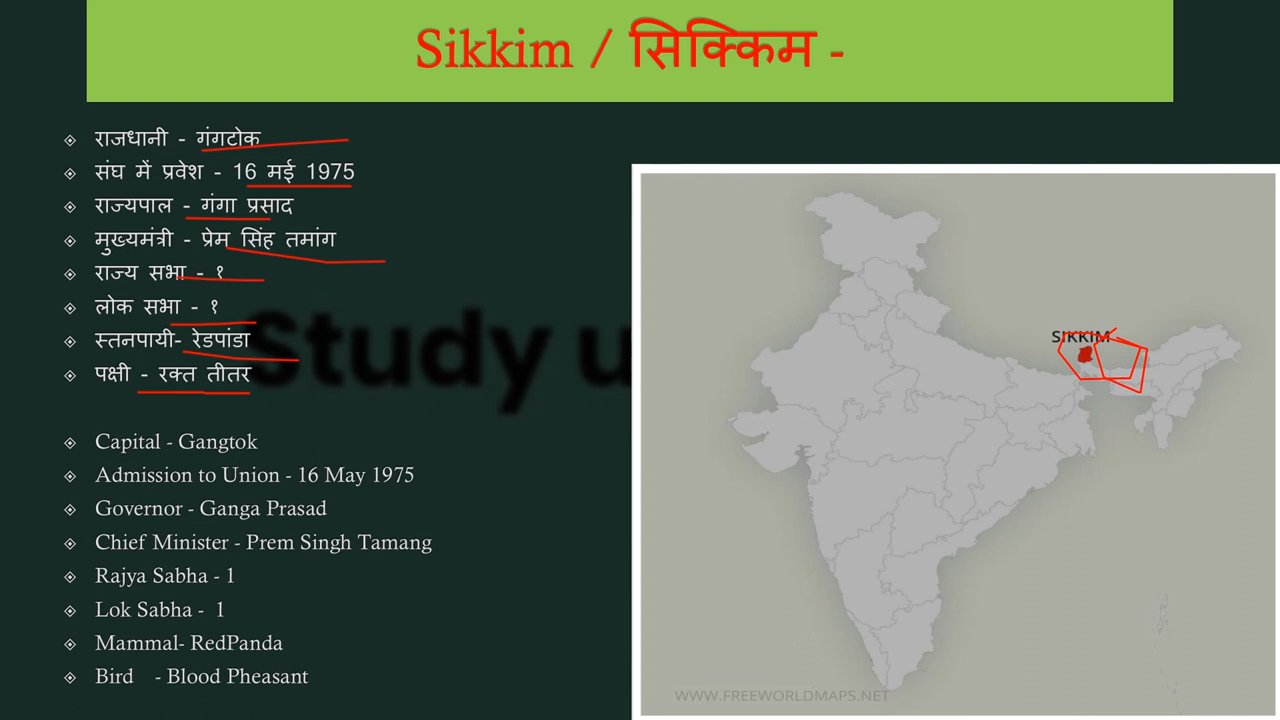 Sikkim / सिक्किम -
राजधानी - गंगटोक
संघ में प्रवेश - 16 मई 1975
राज्यपाल - गंगा प्रसाद
मुख्यमंत्री - प्रेम सिंह तमांग
राज्य सभा - १
लोक सभा - १
स्तनपायी- रेडपांडा
पक्षी - रक्त तीतर
Capital - Gangtok
Admission to Union - 16 May 1975
Governor - Ganga Prasad
Chief Minister - Prem Singh Tamang
Rajya Sabha - 1
Lok Sabha - 1
Mammal- RedPanda
Bird - Blood Pheasant
Study u
SIKKIM
WWW.FREEWORLDMAPS.NET